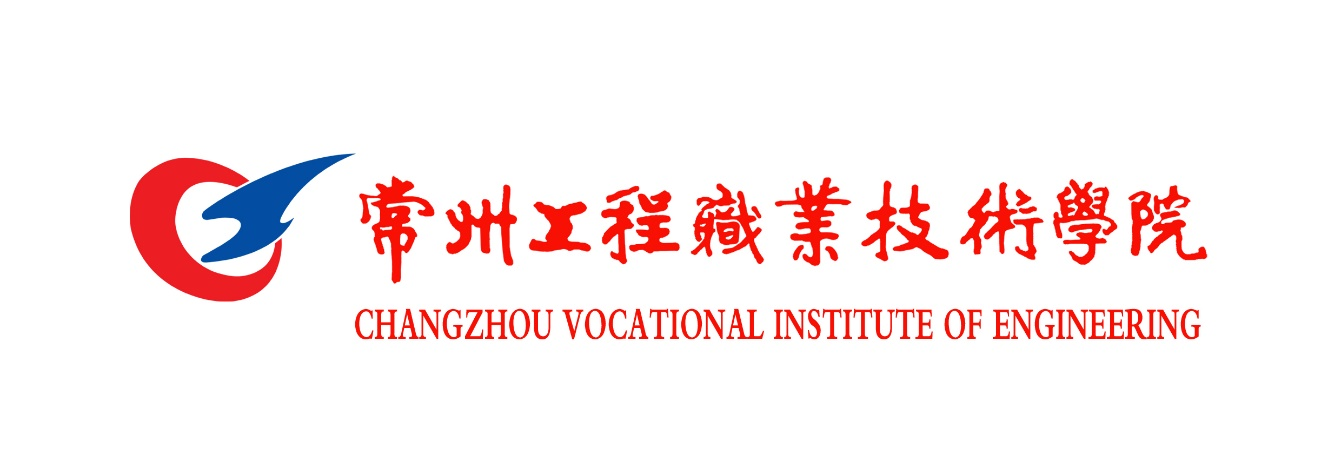 常州工程職業技術學院
CHANGZHOU VOCATIONAL INSTITUTE OF ENGINEERING